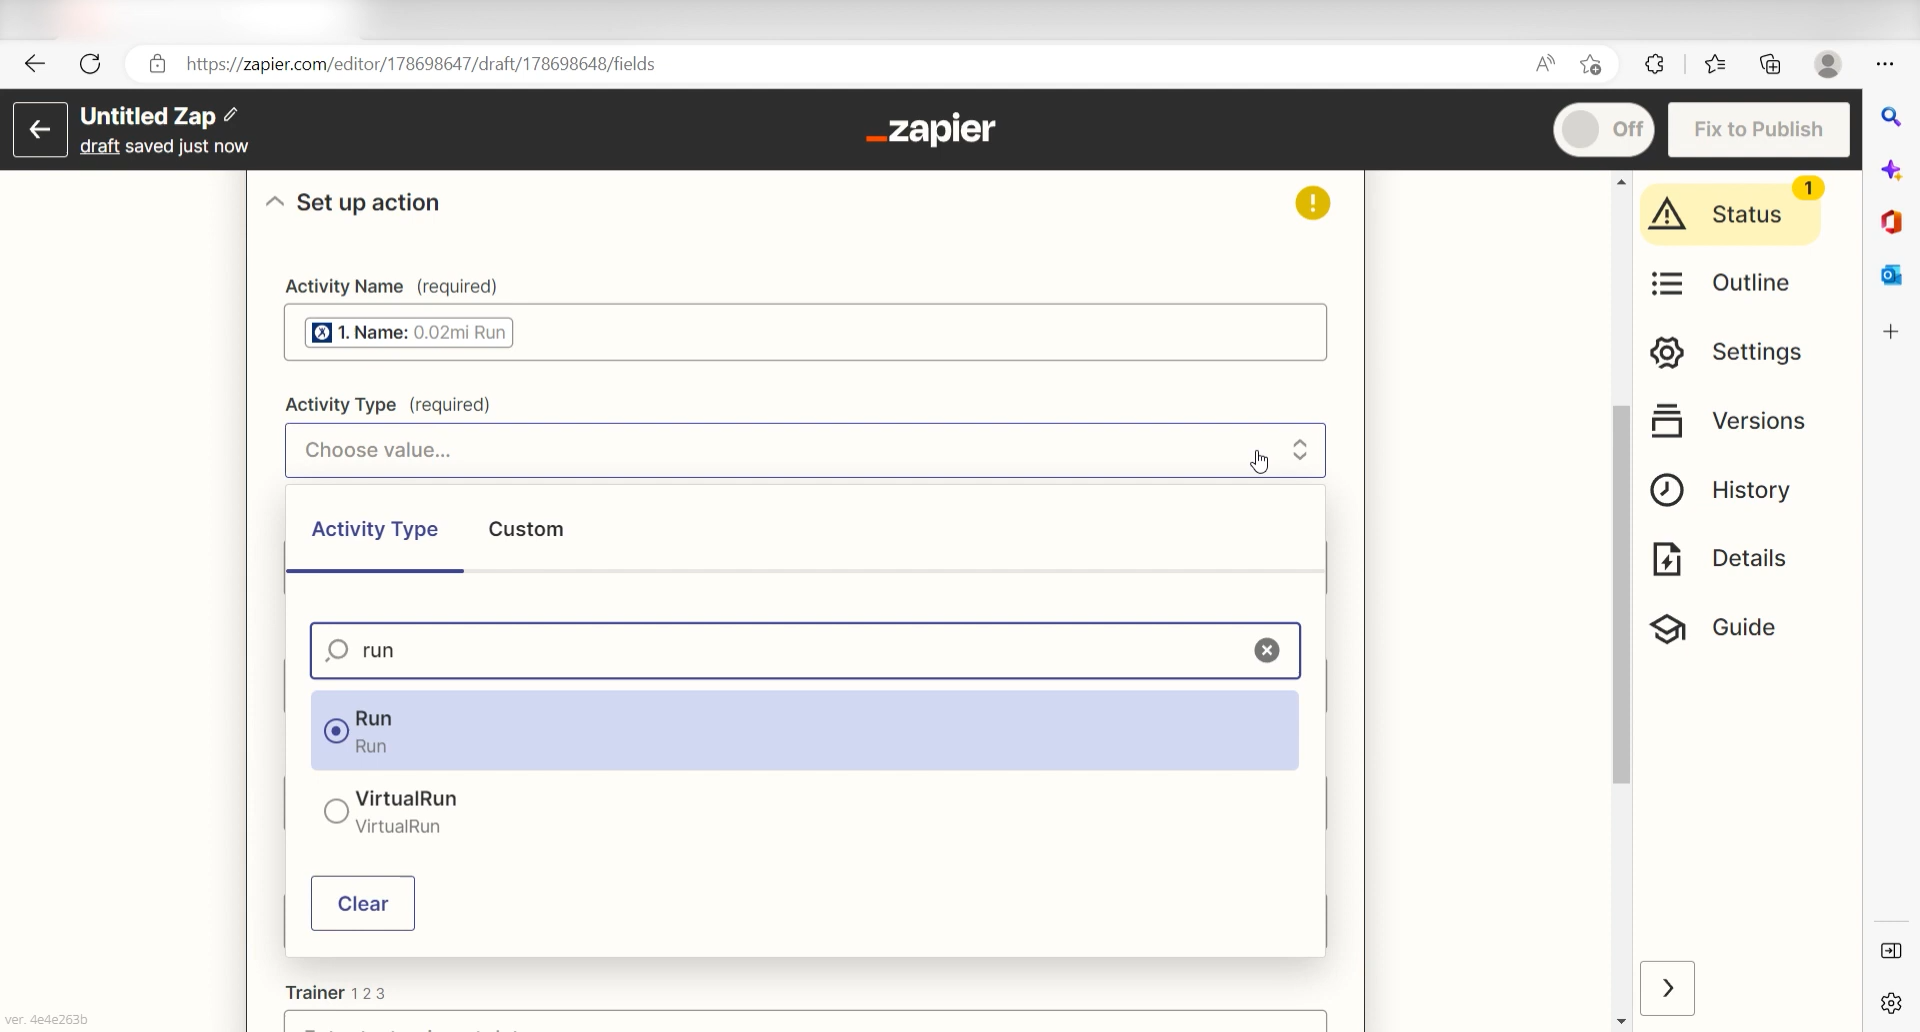 https://zapier.com/editor/178698647/draft/178698648/fields
Untitled Zap
draft saved just now
_zapier
Off
Fix to Publish
Set up action
!
1
Status
Outline
Settings
Versions
History
Details
Guide
Activity Name (required)
1. Name: 0.02mi Run
Activity Type (required)
Choose value...
Activity Type Custom
run
Run
Run
VirtualRun
VirtualRun
Clear
Trainer 1 2 3
ver. 4e4e263b